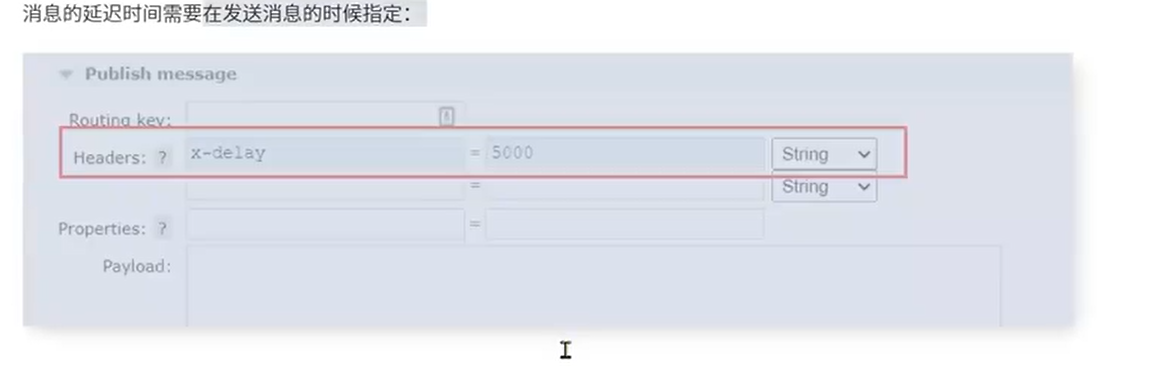 消息的延迟时间需要在发送消息的时候指定：
Publish message
Routing key:
Headers: ? x-delay = 5000 String
= String
Properties: ? =
Payload: